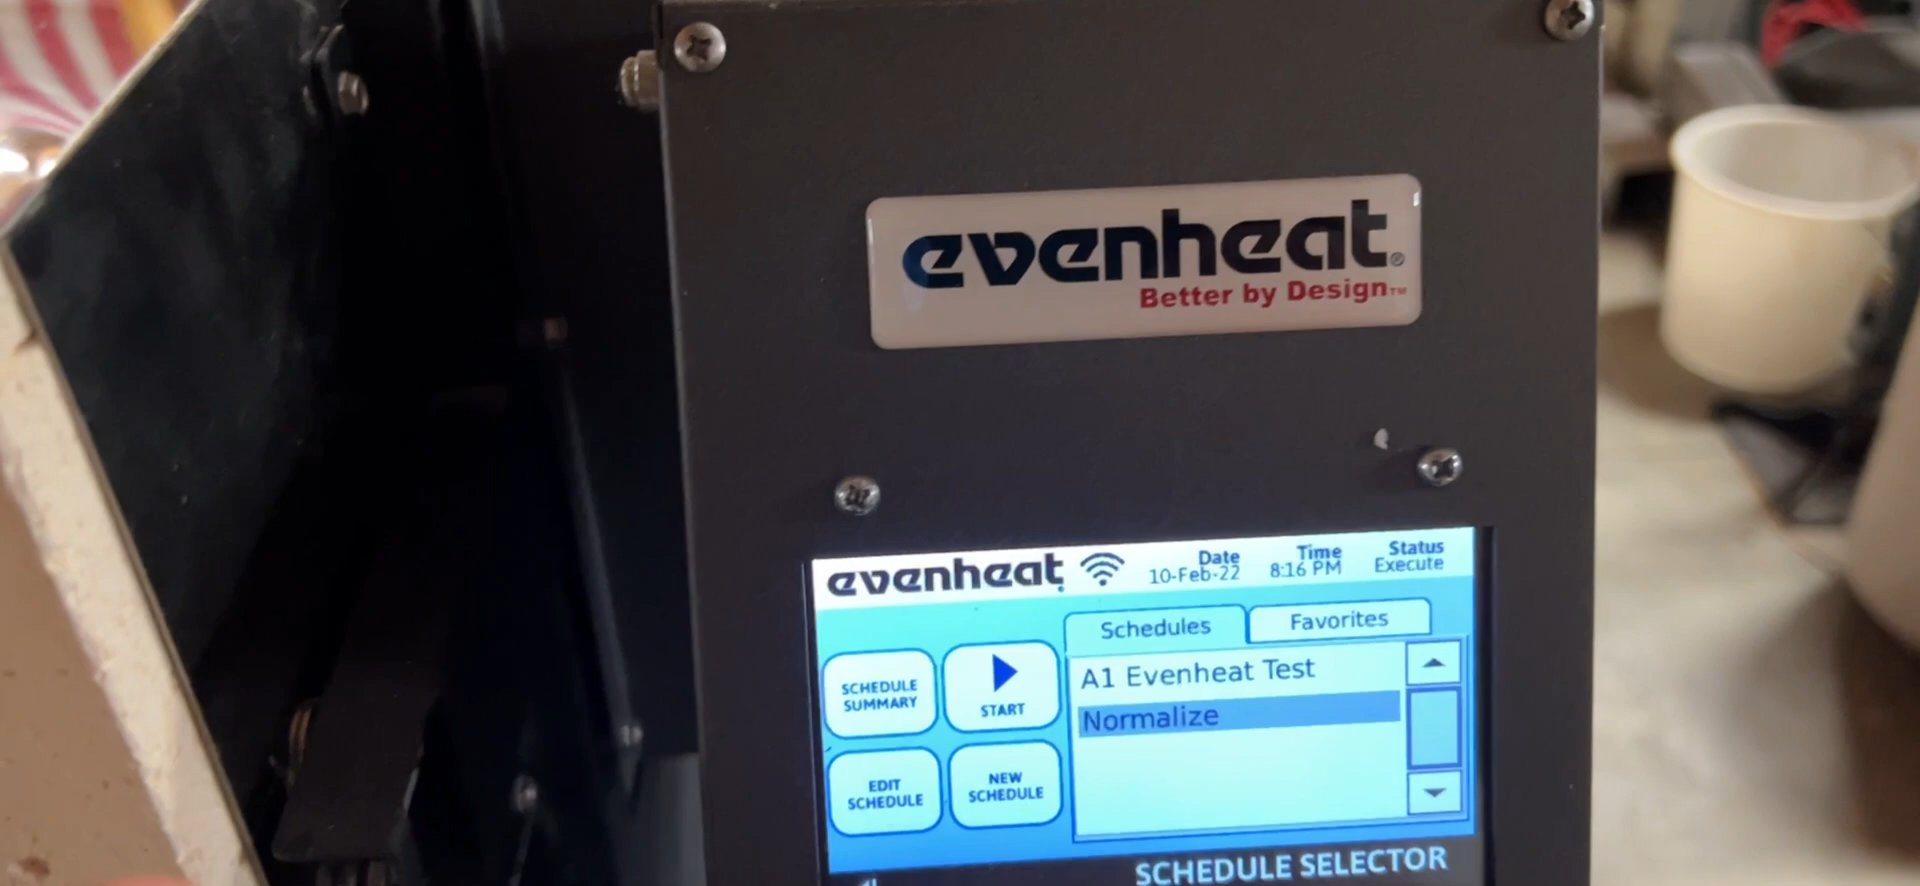 evenheat®
Better by Design™
evenheat
Date
10-Feb-22
Time
8:16 PM
Status
Execute
Schedules
Favorites
SCHEDULE
SUMMARY
START
A1 Evenheat Test
Normalize
EDIT
SCHEDULE
NEW
SCHEDULE
SCHEDULE SELECTOR